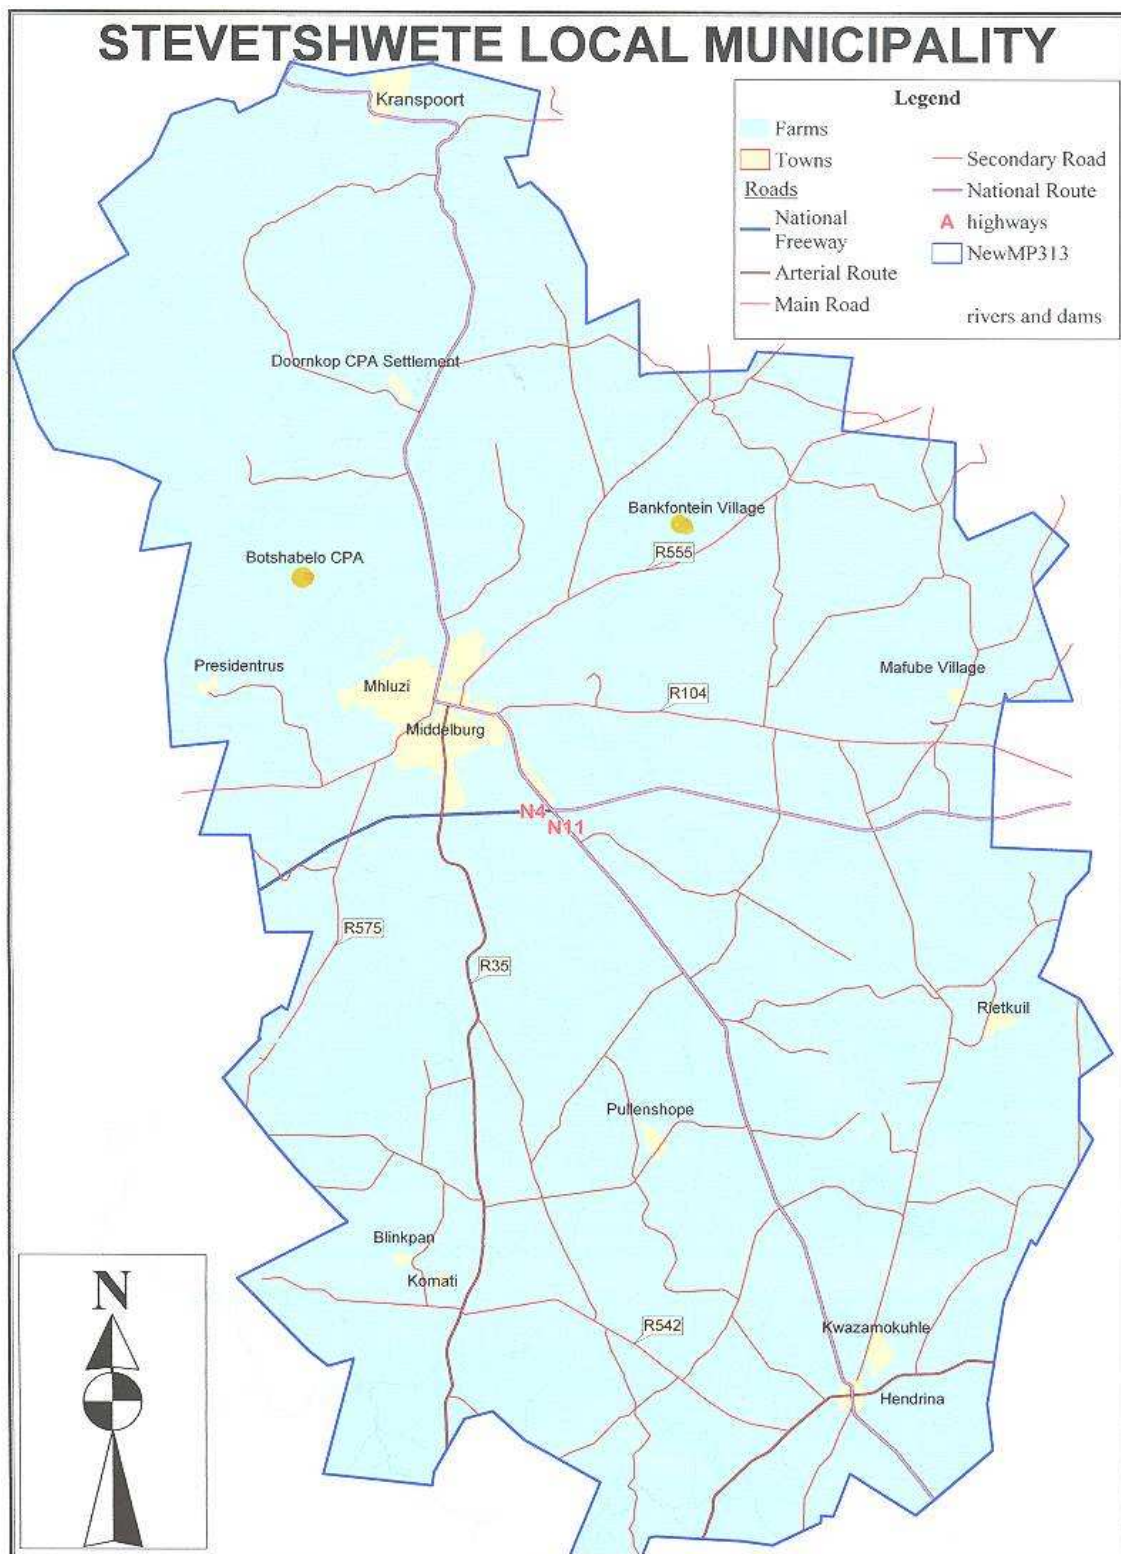 STEVETSHWETE LOCAL MUNICIPALITY
Legend
Farms
Towns
Roads
National
Freeway
Arterial Route
Main Road
Secondary Road
National Route
A highways
NewMP313
rivers and dams
Kranspoort
Doornkop CPA Settlement
Bankfontein Village
R555
Botshabelo CPA
Presidentrus
Mhluzi
Mafube Village
R104
Middelburg
N4
N11
R575
R35
Rietkuil
Pullenshope
Blinkpan
Komati
R542
Kwazamokuhle
Hendrina
N